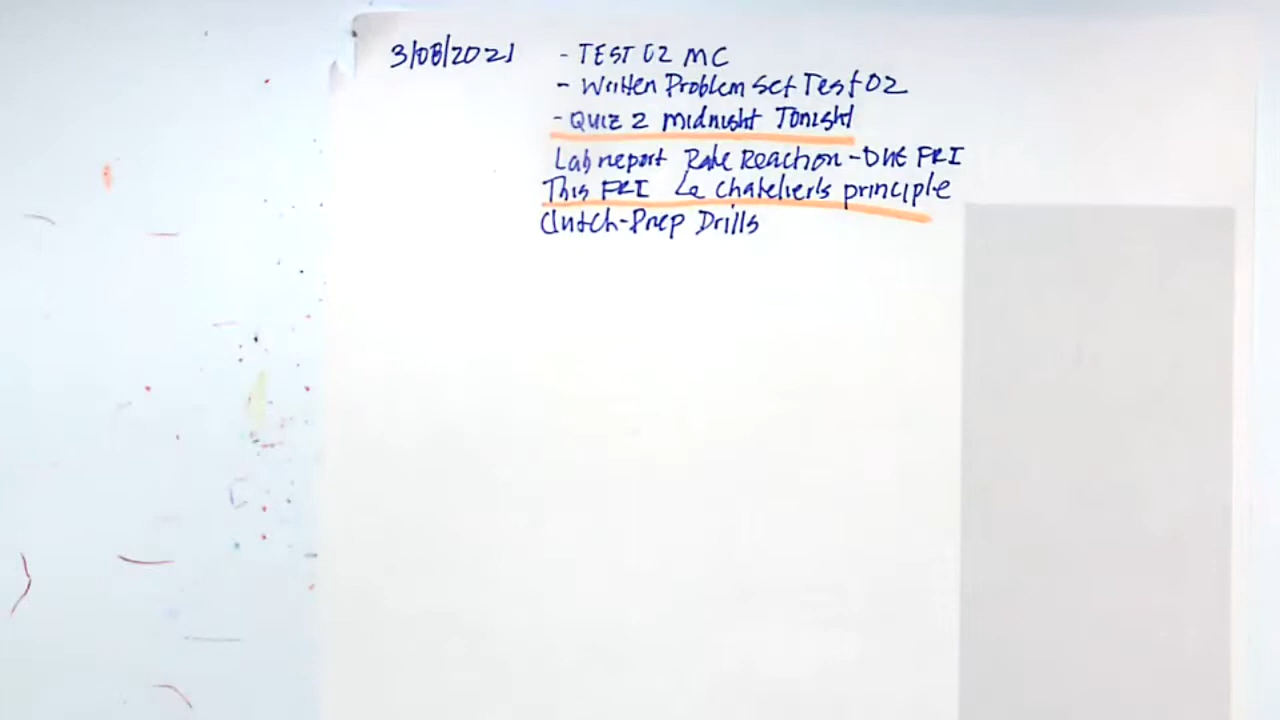 3/08/2021 - TEST 02 MC
- Written Problem Set Test 02
- QUIZ 2 Midnight Tonight
Lab report Rate Reaction - DUE FRI
This FRI Le Chatelier's principle
Clutch-Prep Drills